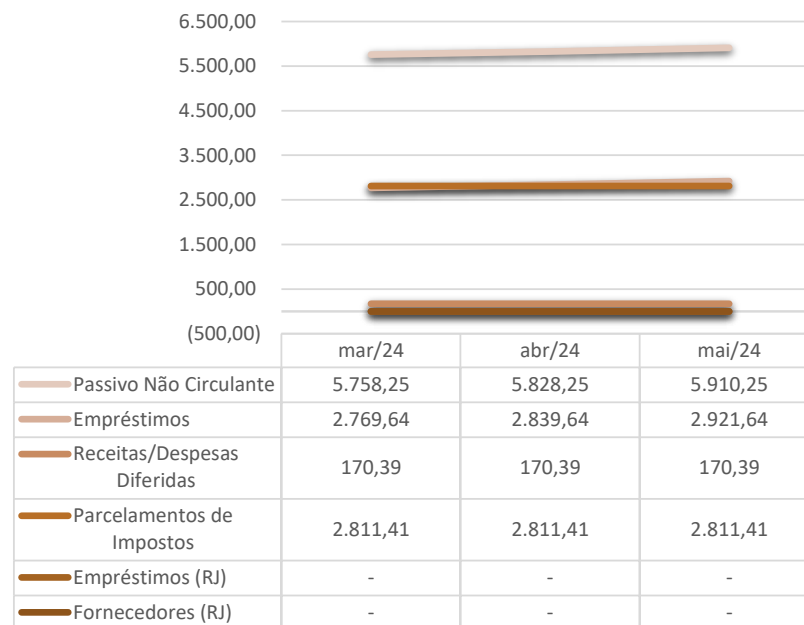 6.500,00
5.500,00
4.500,00
3.500,00
2.500,00
1.500,00
500,00
(500,00)
mar/24 abr/24 mai/24
Passivo Não Circulante 5.758,25 5.828,25 5.910,25
Empréstimos 2.769,64 2.839,64 2.921,64
Receitas/Despesas
Diferidas 170,39 170,39 170,39
Parcelamentos de
Impostos 2.811,41 2.811,41 2.811,41
Empréstimos (RJ) - - -
Fornecedores (RJ) - - -